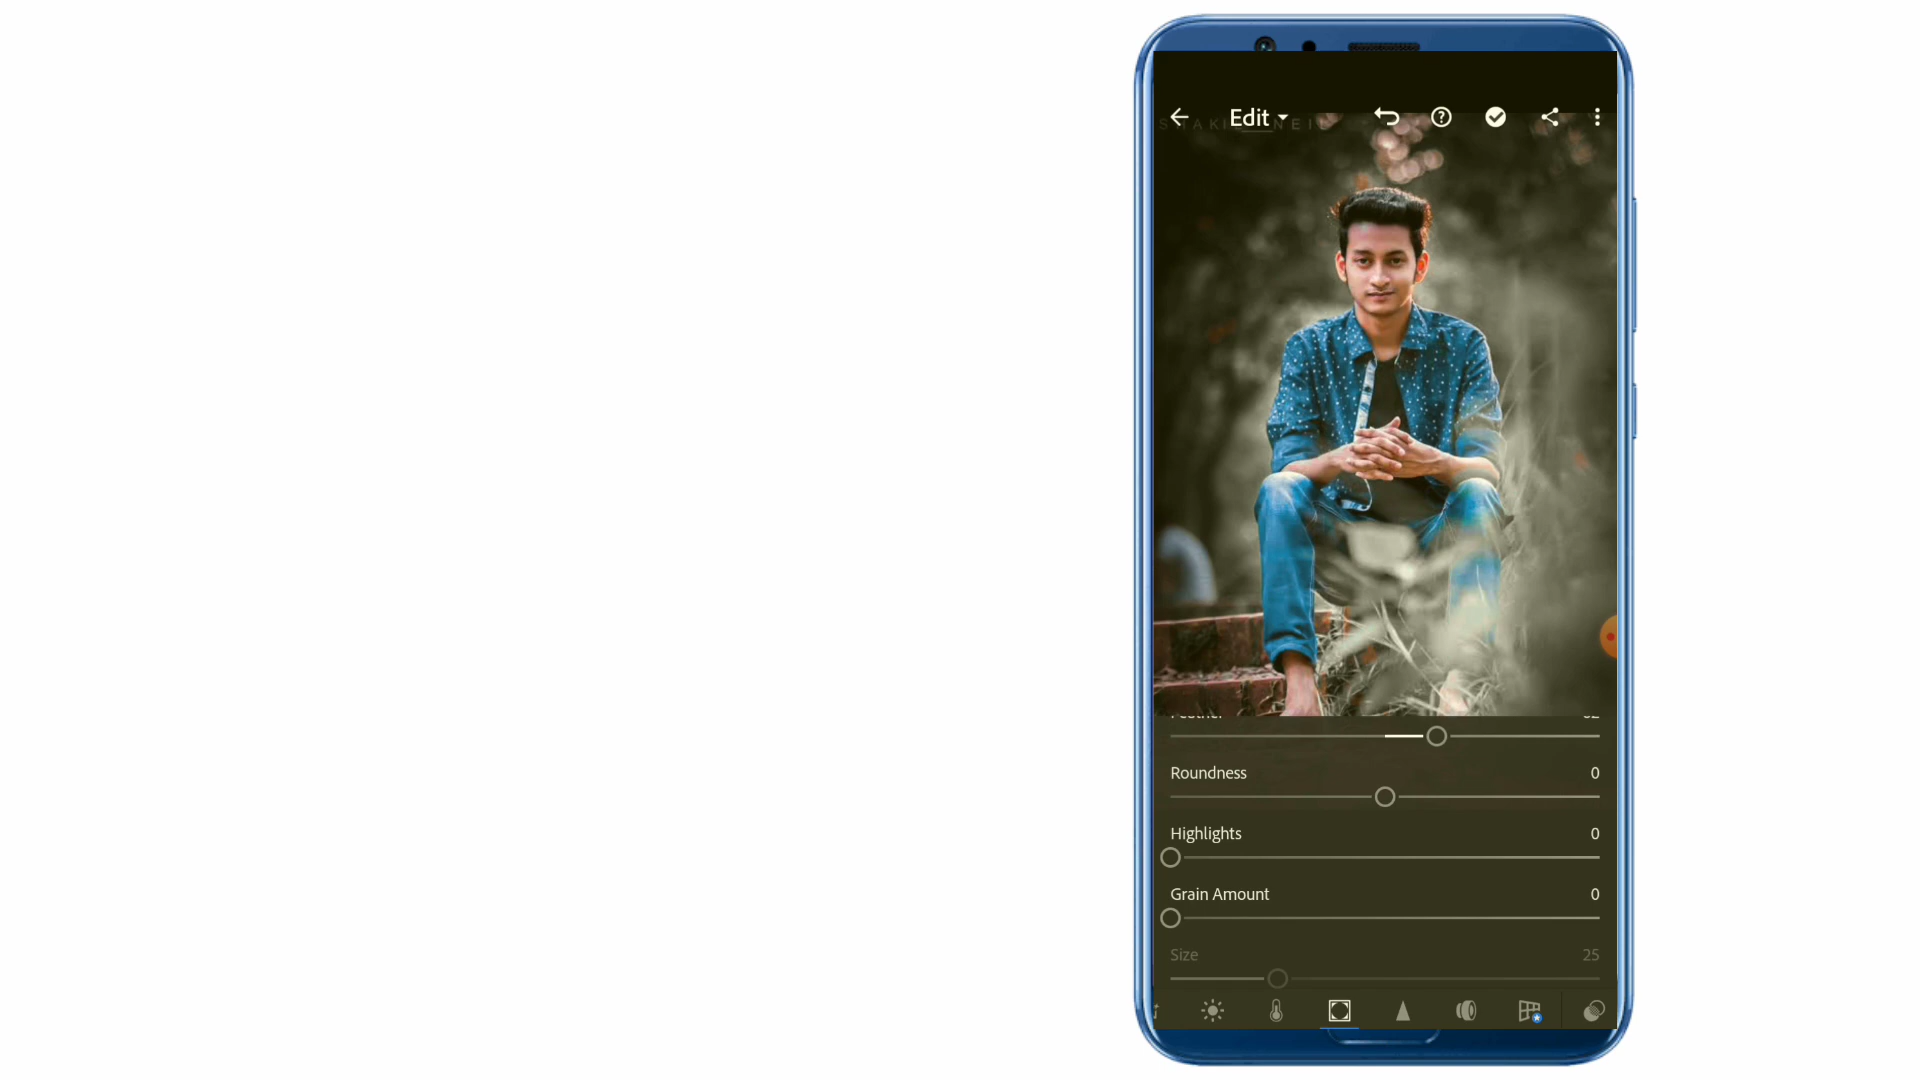 Edit
Roundness 0
Highlights 0
Grain Amount 0
Size 25